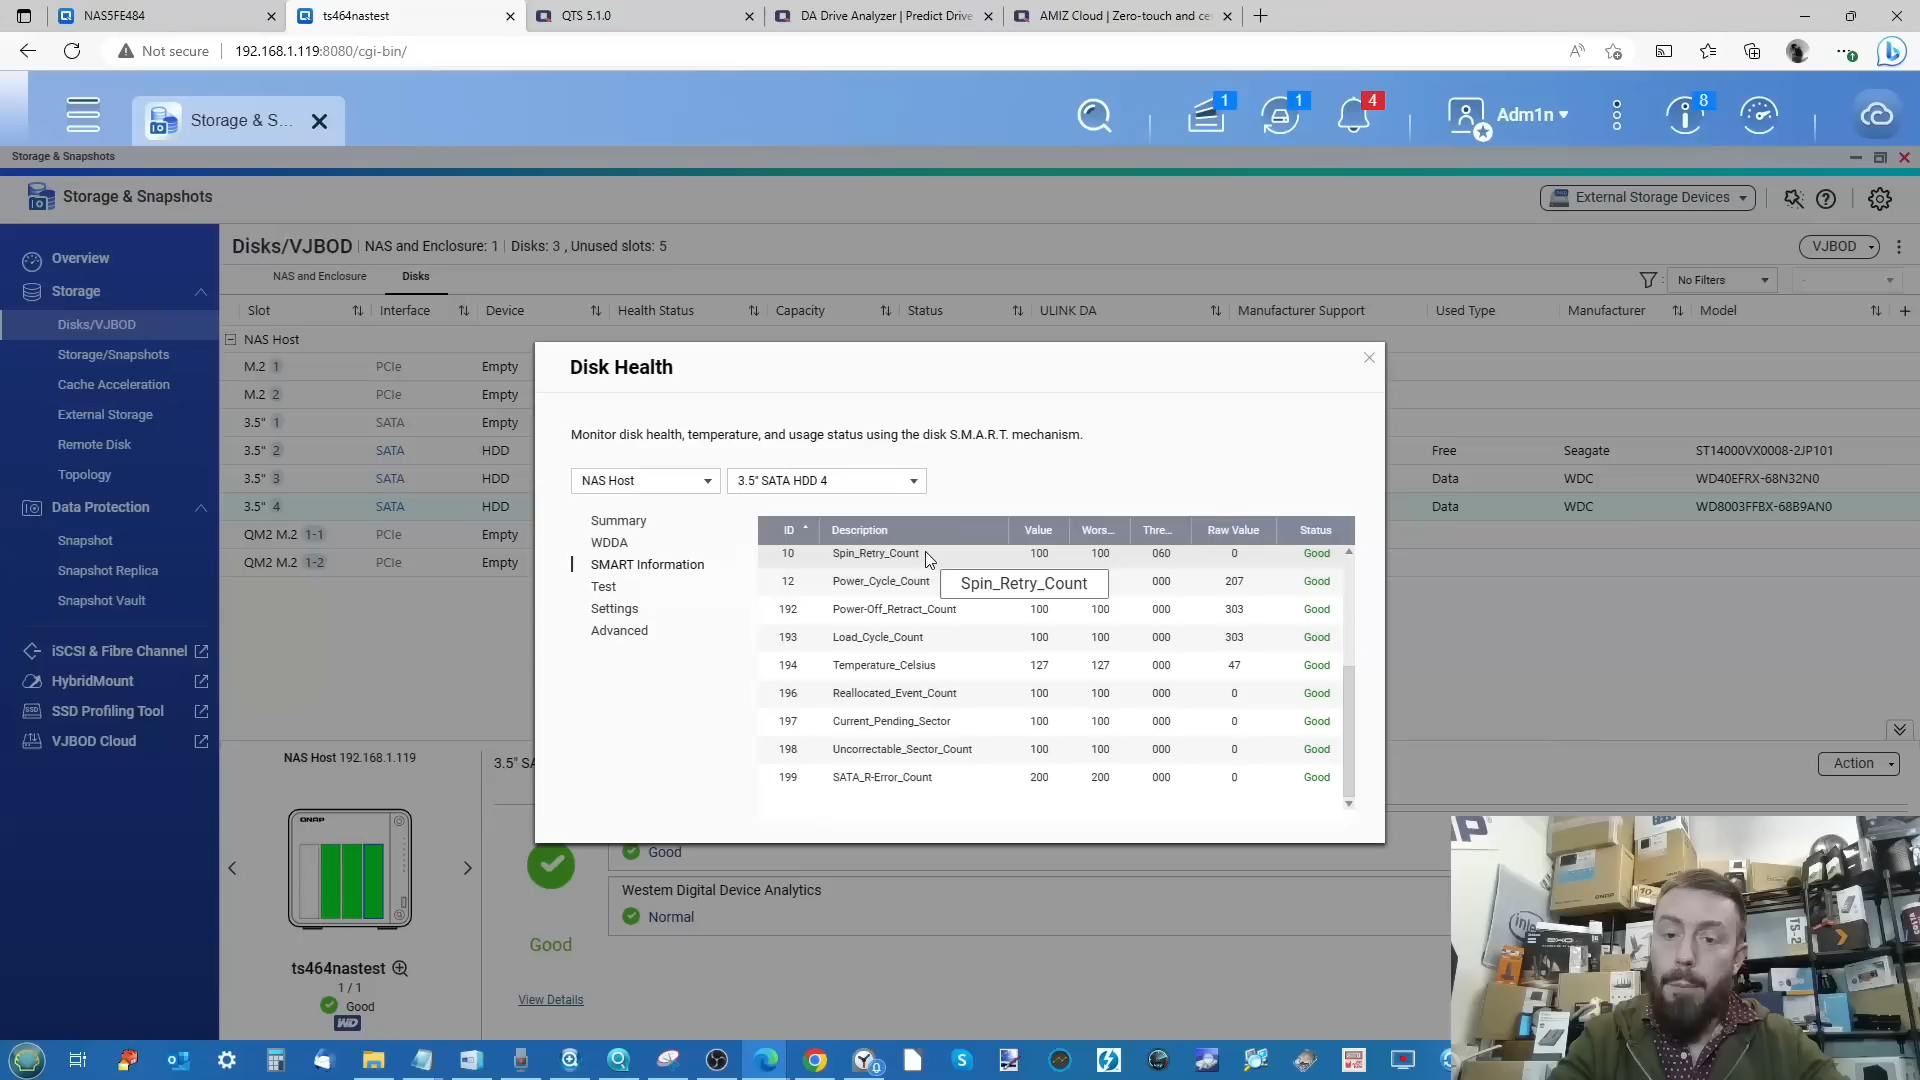 NAS5FE484
ts464nastest
QTS 5.1.0
DA Drive Analyzer | Predict Drive
AMIZ Cloud | Zero-touch and ce
Not secure
192.168.1.119:8080/cgi-bin/
Storage & S...
1
1
4
Adm1n
8
Storage & Snapshots
Storage & Snapshots
External Storage Devices
Overview
Storage
Disks/VJBOD
Storage/Snapshots
Cache Acceleration
External Storage
Remote Disk
Topology
Data Protection
Snapshot
Snapshot Replica
Snapshot Vault
iSCSI & Fibre Channel
HybridMount
SSD Profiling Tool
VJBOD Cloud
Disks/VJBOD NAS and Enclosure: 1 Disks: 3 , Unused slots: 5
VJBOD
NAS and Enclosure Disks
No Filters
Slot Interface Device Health Status Capacity Status ULINK DA Manufacturer Support Used Type Manufacturer Model
NAS Host
M.2 1 PCIe Empty
M.2 2 PCIe Empty
3.5" 1 SATA Empty
3.5" 2 SATA HDD Free Seagate ST14000VX0008-2JP101
3.5" 3 SATA HDD Data WDC WD40EFRX-68N32N0
3.5" 4 SATA HDD Data WDC WD8003FFBX-68B9AN0
QM2 M.2 1-1 PCIe Empty
QM2 M.2 1-2 PCIe Empty
Disk Health
Monitor disk health, temperature, and usage status using the disk S.M.A.R.T. mechanism.
NAS Host
3.5" SATA HDD 4
Summary
WDDA
SMART Information
Test
Settings
Advanced
ID Description Value Wors... Thre... Raw Value Status
10 Spin_Retry_Count 100 100 060 0 Good
12 Power_Cycle_Count 000 207 Good
Spin_Retry_Count
192 Power-Off_Retract_Count 100 100 000 303 Good
193 Load_Cycle_Count 100 100 000 303 Good
194 Temperature_Celsius 127 127 000 47 Good
196 Reallocated_Event_Count 100 100 000 0 Good
197 Current_Pending_Sector 100 100 000 0 Good
198 Uncorrectable_Sector_Count 100 100 000 0 Good
199 SATA_R-Error_Count 200 200 000 0 Good
NAS Host 192.168.1.119
QNAP
ts464nastest
1 / 1
Good
WD
3.5" SA
Action
Good
Good
Western Digital Device Analytics
Normal
View Details
intel
QNAP
TS-2